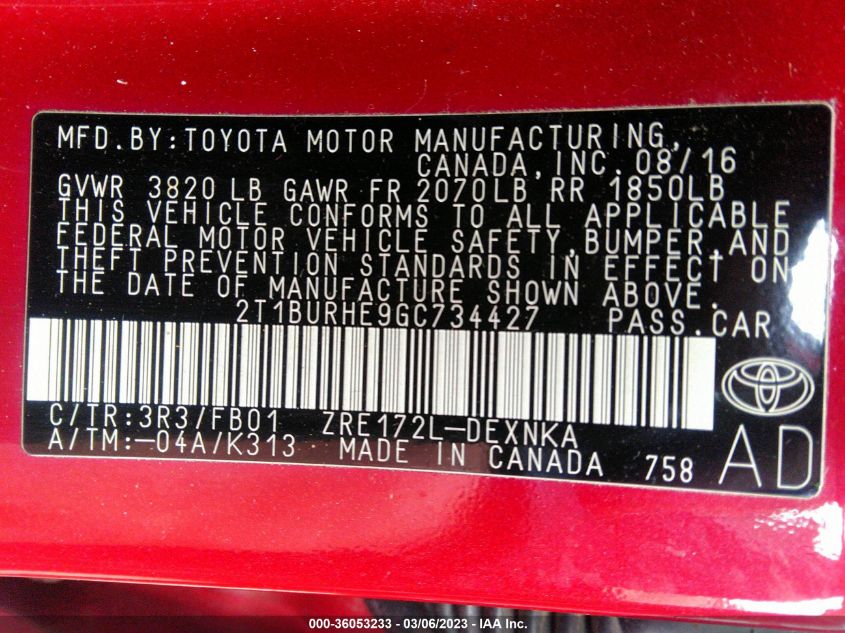 MFD.BY:TOYOTA MOTOR MANUFACTURING,
CANADA,INC.08/16
GVWR 3820 LB GAWR FR 2070LB RR 1850LB
THIS VEHICLE CONFORMS TO ALL APPLICABLE
FEDERAL MOTOR VEHICLE SAFETY,BUMPER,AND
THEFT PREVENTION STANDARDS IN EFFECT ON
THE DATE OF MANUFACTURE SHOWN ABOVE.
2T1BURHE9GC734427 PASS.CAR
C/TR:3R3/FB01 ZRE172L-DEXNKA
A/TM:-04A/K313 MADE IN CANADA 758
AD
000-36053233 - 03/06/2023 - IAA Inc.